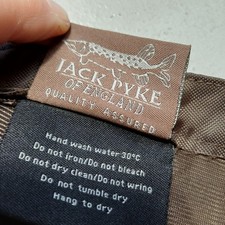 JACK PYKE
OF ENGLAND
QUALITY ASSURED
Hand wash water 30°C
Do not iron/Do not bleach
Do not dry clean/Do not wring
Do not tumble dry
Hang to dry